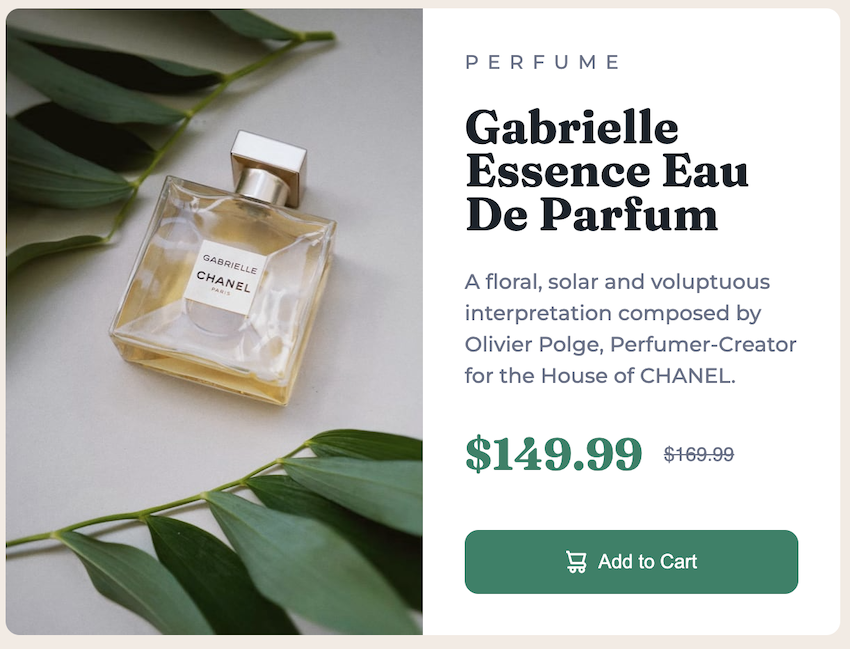 PERFUME
Gabrielle
Essence Eau
De Parfum
A floral, solar and voluptuous
interpretation composed by
Olivier Polge, Perfumer-Creator
for the House of CHANEL.
$149.99 $169.99
Add to Cart
GABRIELLE
CHANEL
PARIS